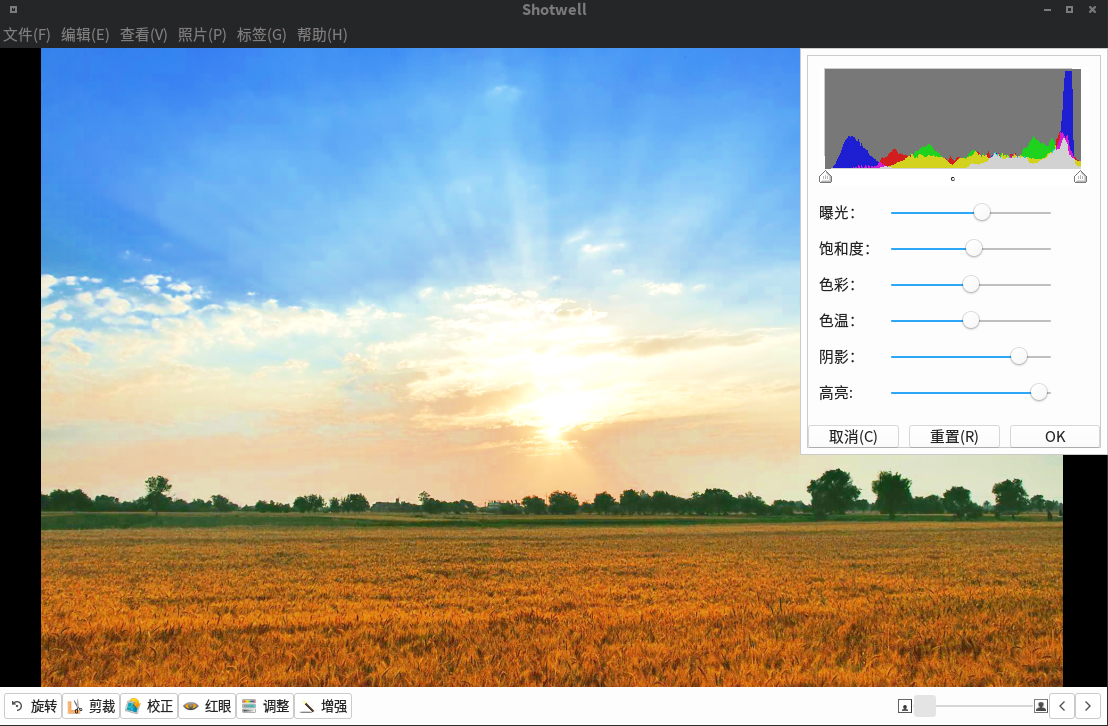 Shotwell
文件(F) 编辑(E) 查看(V) 照片(P) 标签(G) 帮助(H)
曝光:
饱和度:
色彩:
色温:
阴影:
高亮:
取消(C) 重置(R) OK
旋转 剪裁 校正 红眼 调整 增强